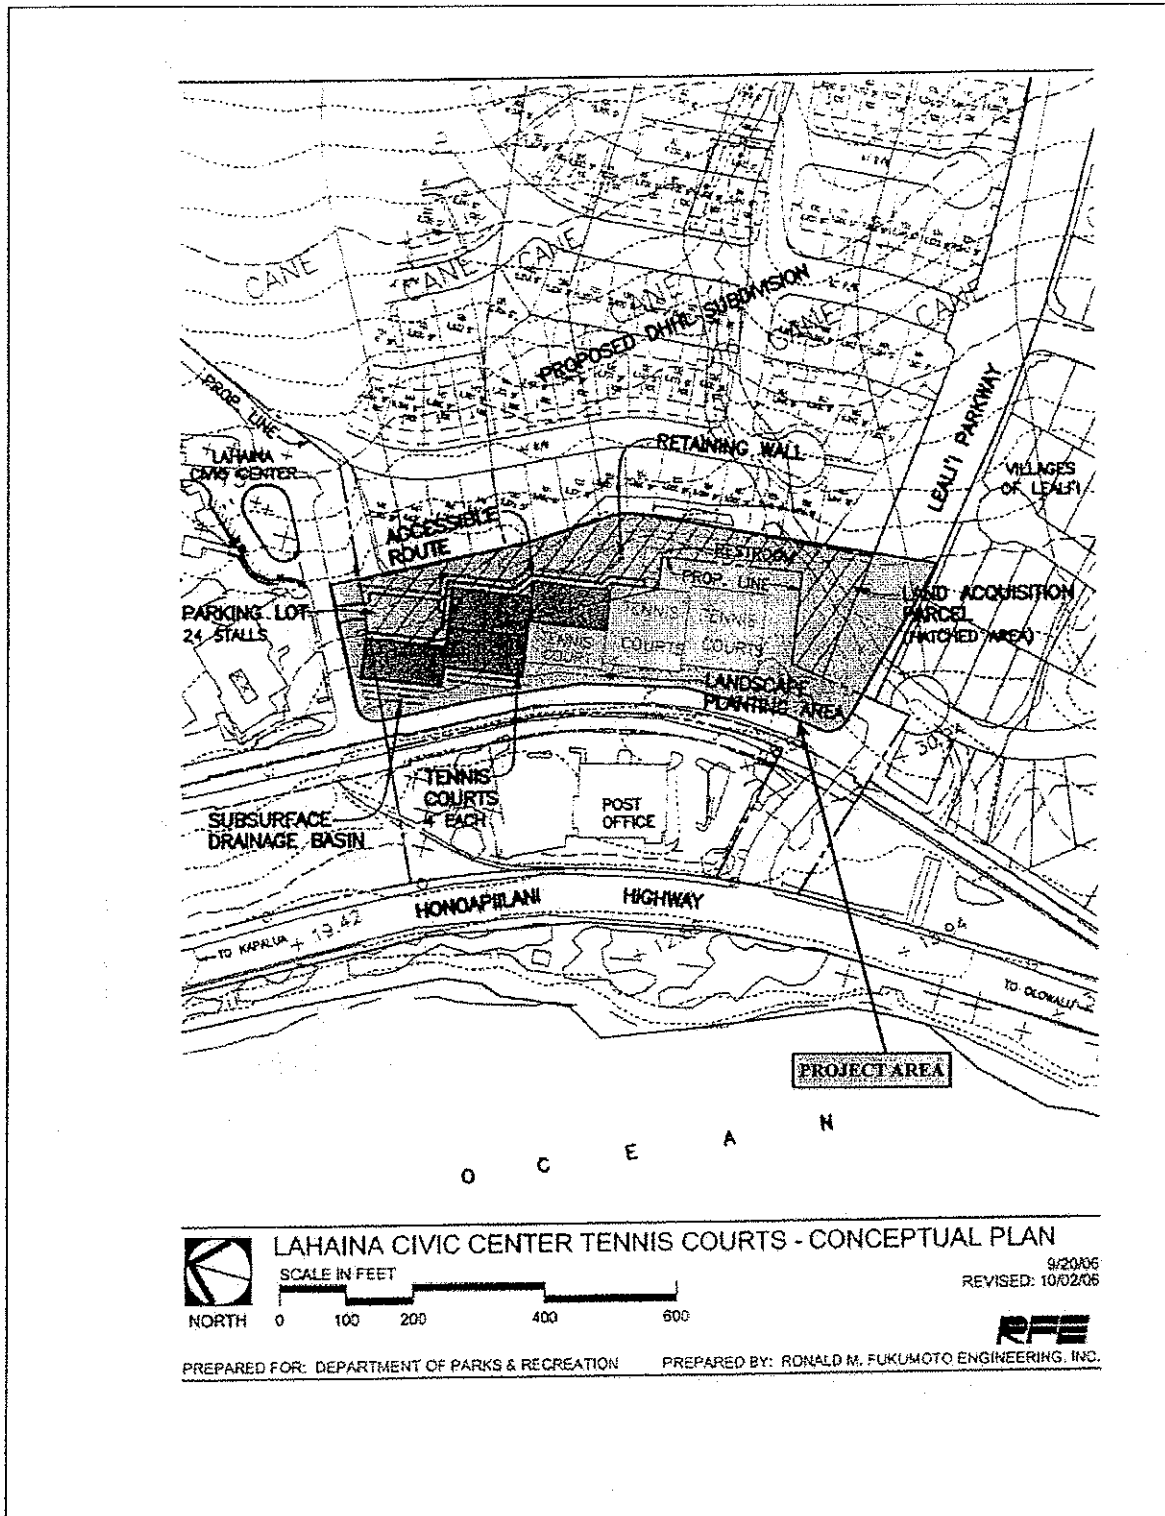 CANE
CANE
CANE
CANE
CANE
CANE
PROPOSED DHHL SUBDIVISION
PROP. LINE
LAHAINA
CIVIC CENTER
RETAINING WALL
LEALI'I PARKWAY
VILLAGES
OF LEALI'I
ACCESSIBLE
ROUTE
RESTROOM
PROP. LINE
LAND ACQUISITION
PARCEL
(HATCHED AREA)
PARKING LOT
24 STALLS
TENNIS
COURT
TENNIS
COURTS
TENNIS
COURTS
LANDSCAPE
PLANTING AREA
TENNIS
COURTS
4 EACH
POST
OFFICE
SUBSURFACE
DRAINAGE BASIN
HONOAPIILANI HIGHWAY
TO KAPALUA
19.42
TO OLOWALU
PROJECT AREA
OCEAN
LAHAINA CIVIC CENTER TENNIS COURTS - CONCEPTUAL PLAN
SCALE IN FEET
9/20/06
REVISED: 10/02/06
NORTH
0 100 200 400 600
RFE
PREPARED FOR: DEPARTMENT OF PARKS & RECREATION PREPARED BY: RONALD M. FUKUMOTO ENGINEERING, INC.